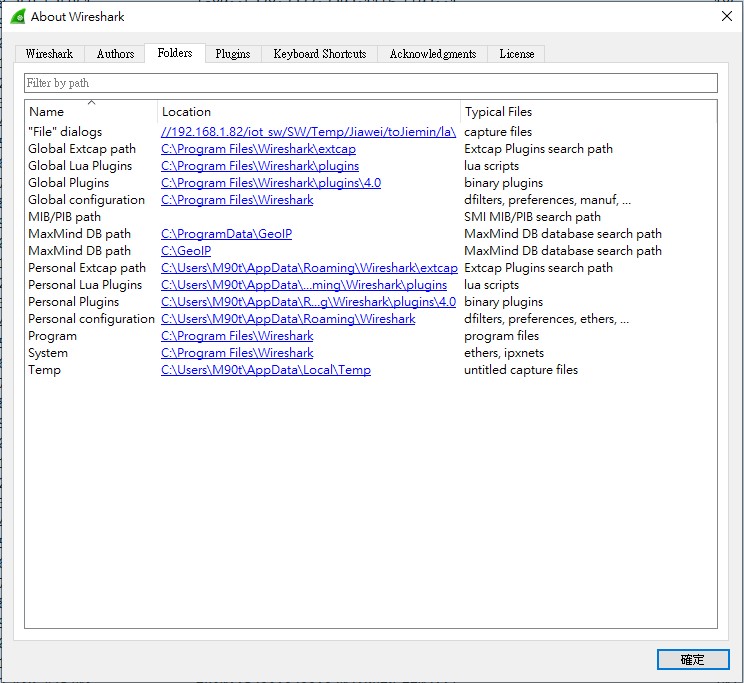 About Wireshark
Wireshark Authors Folders Plugins Keyboard Shortcuts Acknowledgments License
Filter by path
Name Location Typical Files
"File" dialogs //192.168.1.82/iot_sw/SW/Temp/Jiawei/toJiemin/la\ capture files
Global Extcap path C:\Program Files\Wireshark\extcap Extcap Plugins search path
Global Lua Plugins C:\Program Files\Wireshark\plugins lua scripts
Global Plugins C:\Program Files\Wireshark\plugins\4.0 binary plugins
Global configuration C:\Program Files\Wireshark dfilters, preferences, manuf, ...
MIB/PIB path SMI MIB/PIB search path
MaxMind DB path C:\ProgramData\GeoIP MaxMind DB database search path
MaxMind DB path C:\GeoIP MaxMind DB database search path
Personal Extcap path C:\Users\M90t\AppData\Roaming\Wireshark\extcap Extcap Plugins search path
Personal Lua Plugins C:\Users\M90t\AppData\...ming\Wireshark\plugins lua scripts
Personal Plugins C:\Users\M90t\AppData\R...g\Wireshark\plugins\4.0 binary plugins
Personal configuration C:\Users\M90t\AppData\Roaming\Wireshark dfilters, preferences, ethers, ...
Program C:\Program Files\Wireshark program files
System C:\Program Files\Wireshark ethers, ipxnets
Temp C:\Users\M90t\AppData\Local\Temp untitled capture files
確定